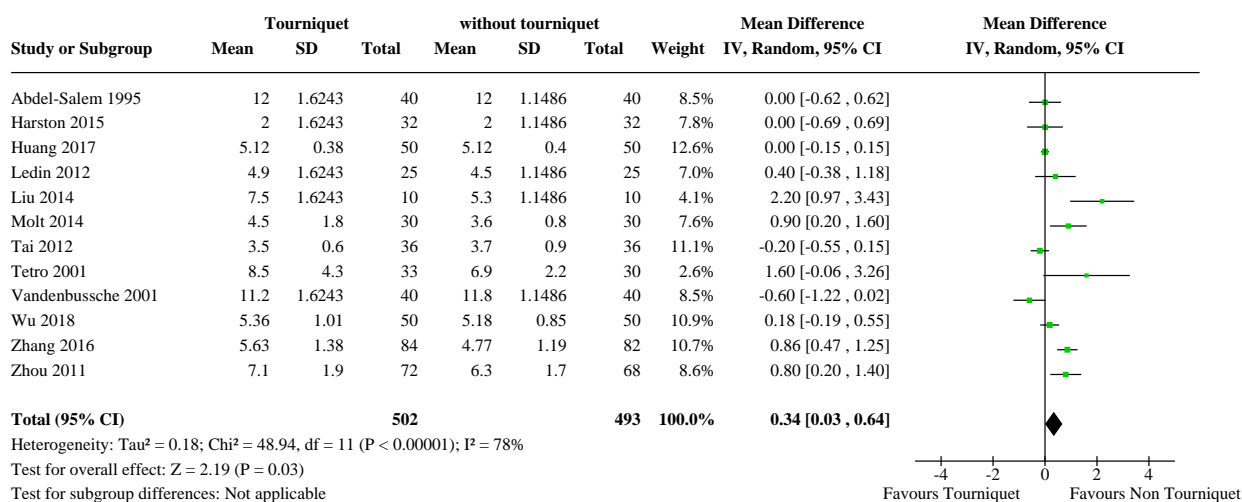 Tourniquet without tourniquet Mean Difference Mean Difference
Study or Subgroup Mean SD Total Mean SD Total Weight IV, Random, 95% CI IV, Random, 95% CI
Abdel-Salem 1995 12 1.6243 40 12 1.1486 40 8.5% 0.00 [-0.62 , 0.62]
Harston 2015 2 1.6243 32 2 1.1486 32 7.8% 0.00 [-0.69 , 0.69]
Huang 2017 5.12 0.38 50 5.12 0.4 50 12.6% 0.00 [-0.15 , 0.15]
Ledin 2012 4.9 1.6243 25 4.5 1.1486 25 7.0% 0.40 [-0.38 , 1.18]
Liu 2014 7.5 1.6243 10 5.3 1.1486 10 4.1% 2.20 [0.97 , 3.43]
Molt 2014 4.5 1.8 30 3.6 0.8 30 7.6% 0.90 [0.20 , 1.60]
Tai 2012 3.5 0.6 36 3.7 0.9 36 11.1% -0.20 [-0.55 , 0.15]
Tetro 2001 8.5 4.3 33 6.9 2.2 30 2.6% 1.60 [-0.06 , 3.26]
Vandenbussche 2001 11.2 1.6243 40 11.8 1.1486 40 8.5% -0.60 [-1.22 , 0.02]
Wu 2018 5.36 1.01 50 5.18 0.85 50 10.9% 0.18 [-0.19 , 0.55]
Zhang 2016 5.63 1.38 84 4.77 1.19 82 10.7% 0.86 [0.47 , 1.25]
Zhou 2011 7.1 1.9 72 6.3 1.7 68 8.6% 0.80 [0.20 , 1.40]
Total (95% CI) 502 493 100.0% 0.34 [0.03 , 0.64]
Heterogeneity: Tau² = 0.18; Chi² = 48.94, df = 11 (P < 0.00001); I² = 78%
Test for overall effect: Z = 2.19 (P = 0.03)
-4 -2 0 2 4
Test for subgroup differences: Not applicable Favours Tourniquet Favours Non Tourniquet